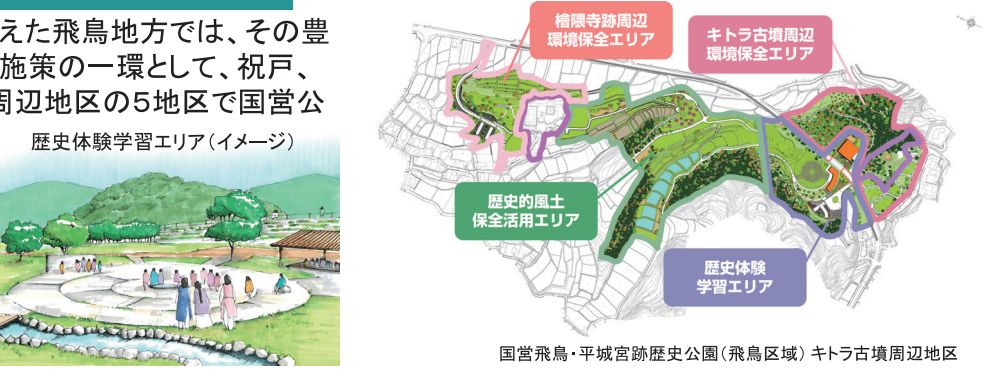 えた飛鳥地方では、その豊
施策の一環として、祝戸、
周辺地区の5地区で国営公
歴史体験学習エリア(イメージ)
檜隈寺跡周辺
環境保全エリア
キトラ古墳周辺
環境保全エリア
歴史的風土
保全活用エリア
歴史体験
学習エリア
国営飛鳥・平城宮跡歴史公園(飛鳥区域) キトラ古墳周辺地区